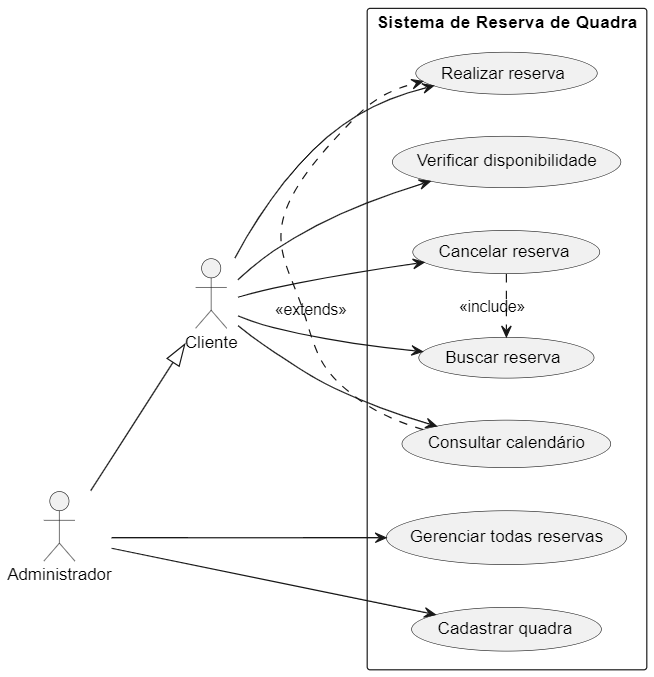 Sistema de Reserva de Quadra
Realizar reserva
Verificar disponibilidade
Cancelar reserva
«extends»
«include»
Cliente
Buscar reserva
Consultar calendário
Gerenciar todas reservas
Administrador
Cadastrar quadra